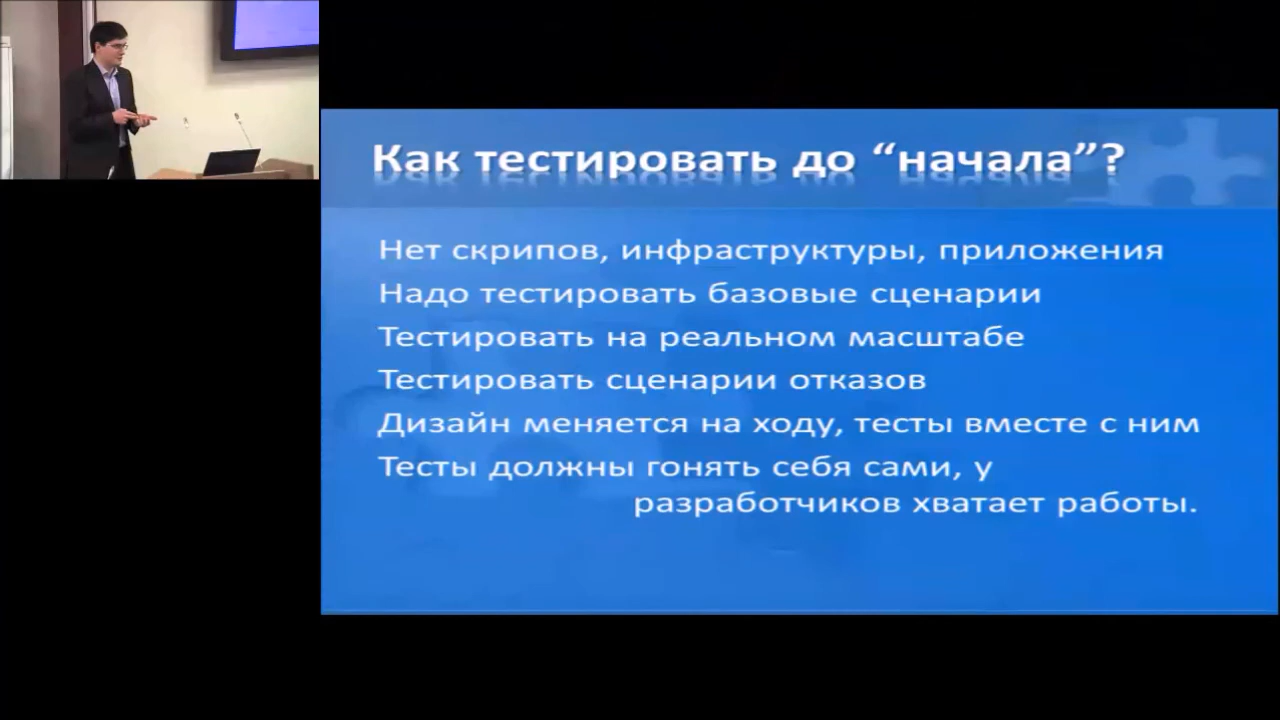 Как тестировать до “начала”?
Нет скрипов, инфраструктуры, приложения
Надо тестировать базовые сценарии
Тестировать на реальном масштабе
Тестировать сценарии отказов
Дизайн меняется на ходу, тесты вместе с ним
Тесты должны гонять себя сами, у
разработчиков хватает работы.